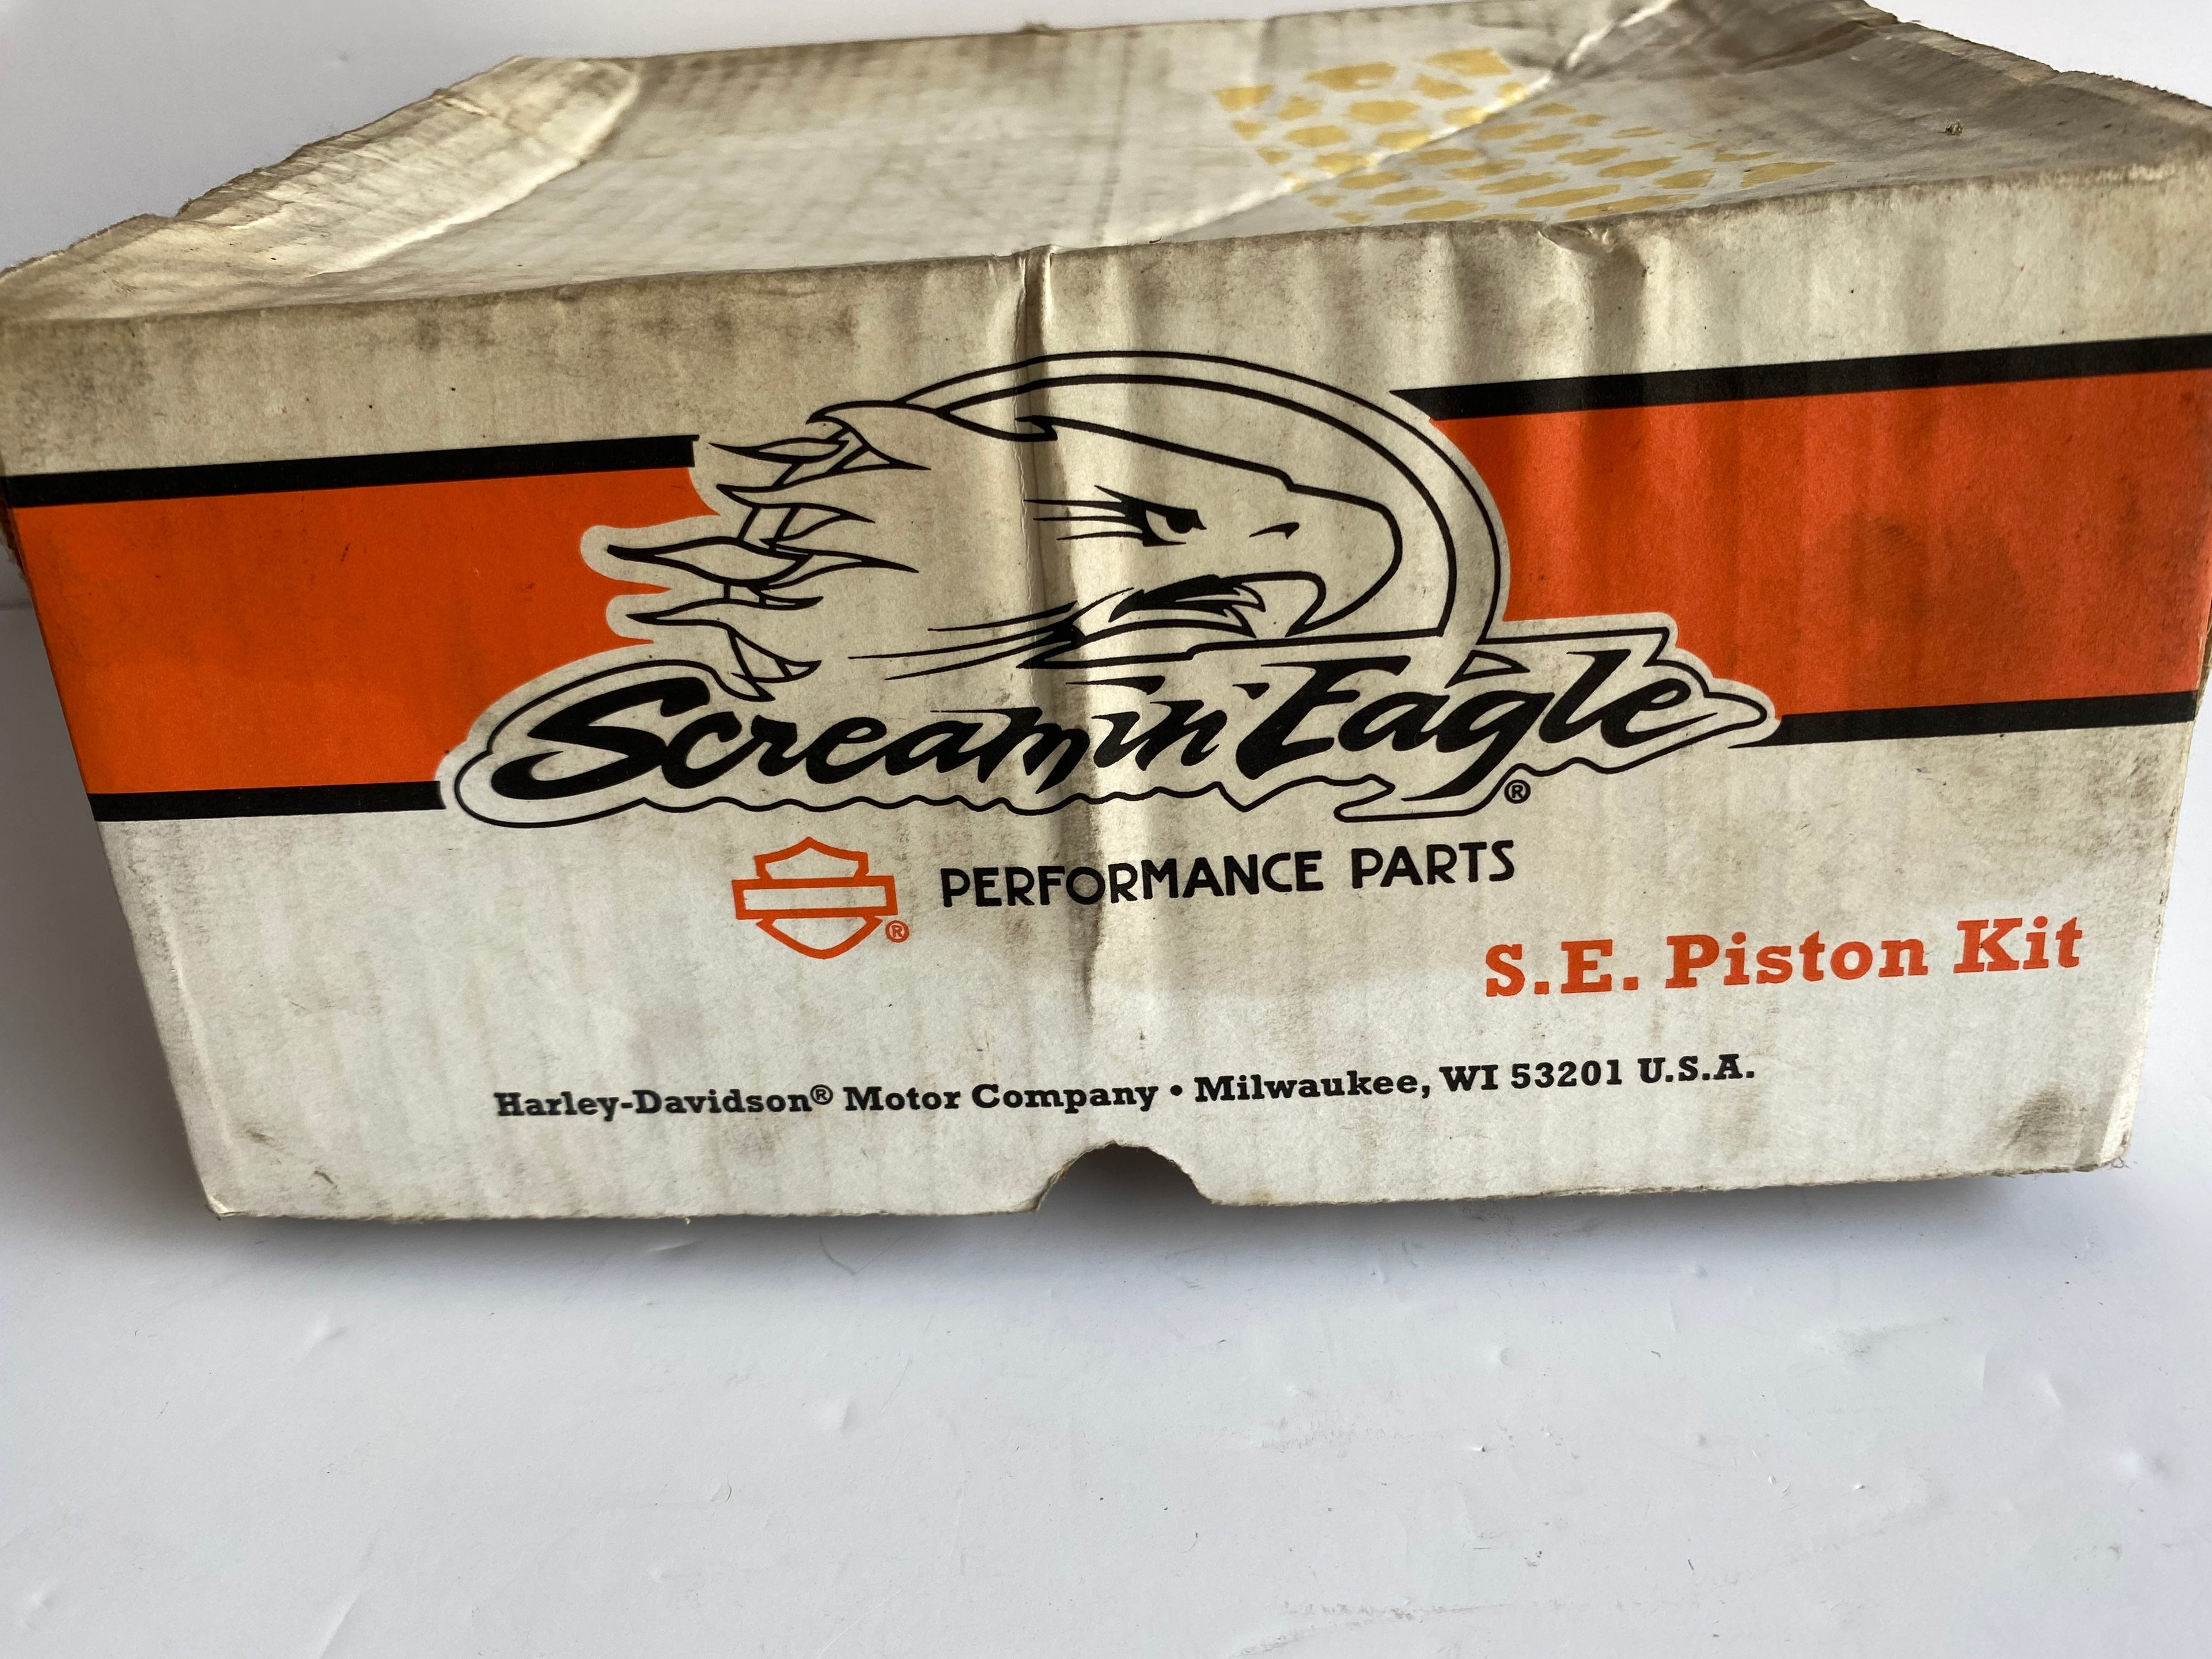 Screamin' Eagle®
® PERFORMANCE PARTS
S.E. Piston Kit
Harley-Davidson® Motor Company • Milwaukee, WI 53201 U.S.A.